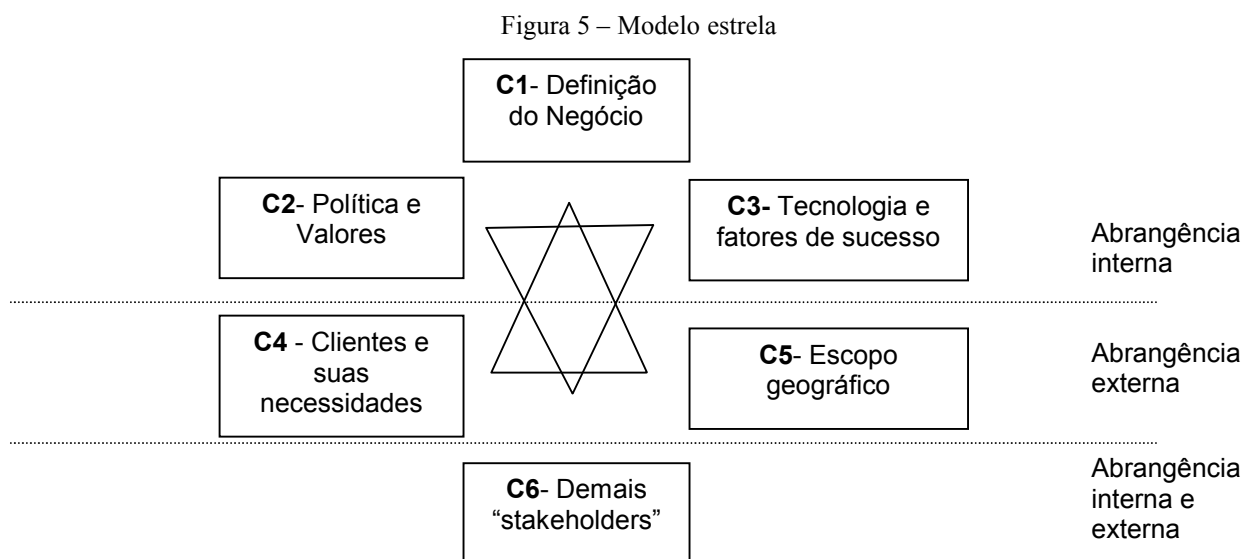 Figura 5 – Modelo estrela
C1- Definição
do Negócio
C2- Política e
Valores
C3- Tecnologia e
fatores de sucesso
Abrangência
interna
C4 - Clientes e
suas
necessidades
C5- Escopo
geográfico
Abrangência
externa
C6- Demais
“stakeholders”
Abrangência
interna e
externa